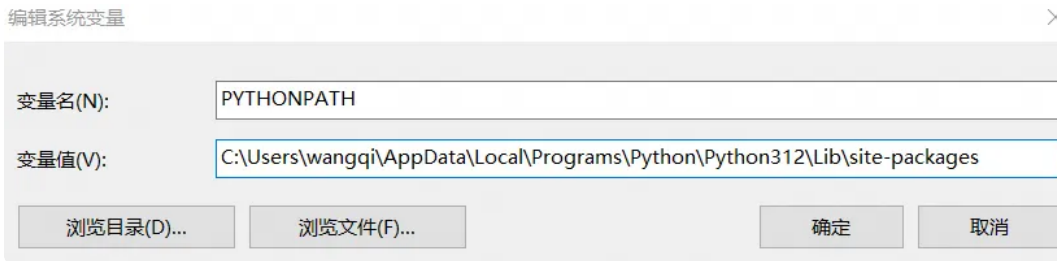 编辑系统变量
变量名(N): PYTHONPATH
变量值(V): C:\Users\wangqi\AppData\Local\Programs\Python\Python312\Lib\site-packages
浏览目录(D)... 浏览文件(F)... 确定 取消